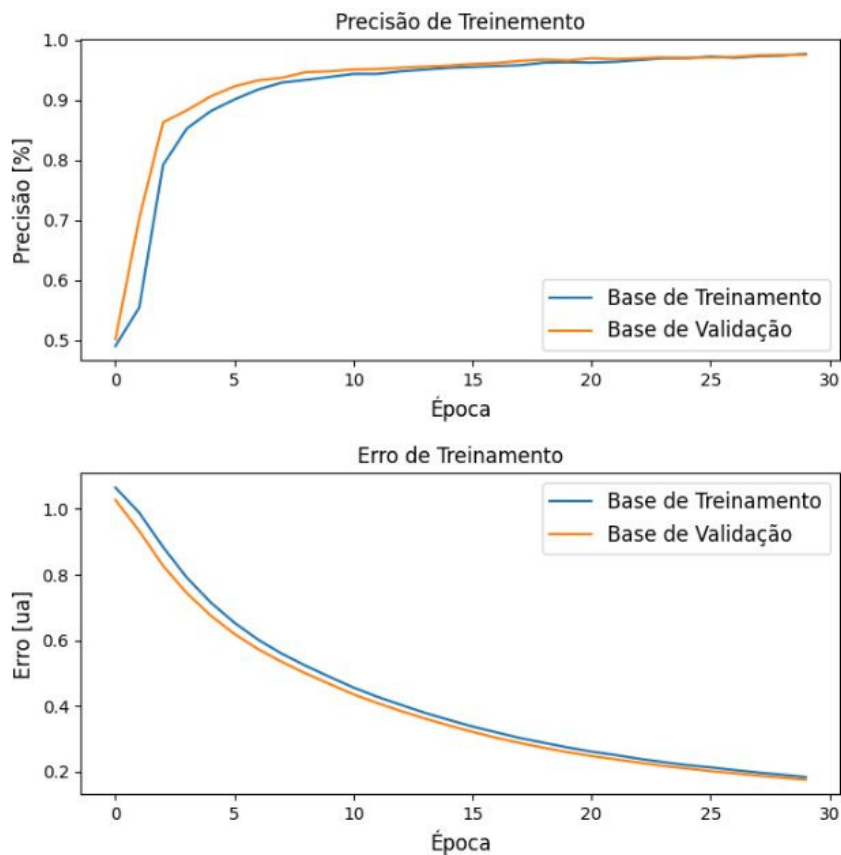 Precisão de Treinemento
1.0
0.9
0.8
0.7
0.6
0.5
Precisão [%]
Base de Treinamento
Base de Validação
0 5 10 15 20 25 30
Época
Erro de Treinamento
1.0
0.8
0.6
0.4
0.2
Erro [ua]
Base de Treinamento
Base de Validação
0 5 10 15 20 25 30
Época